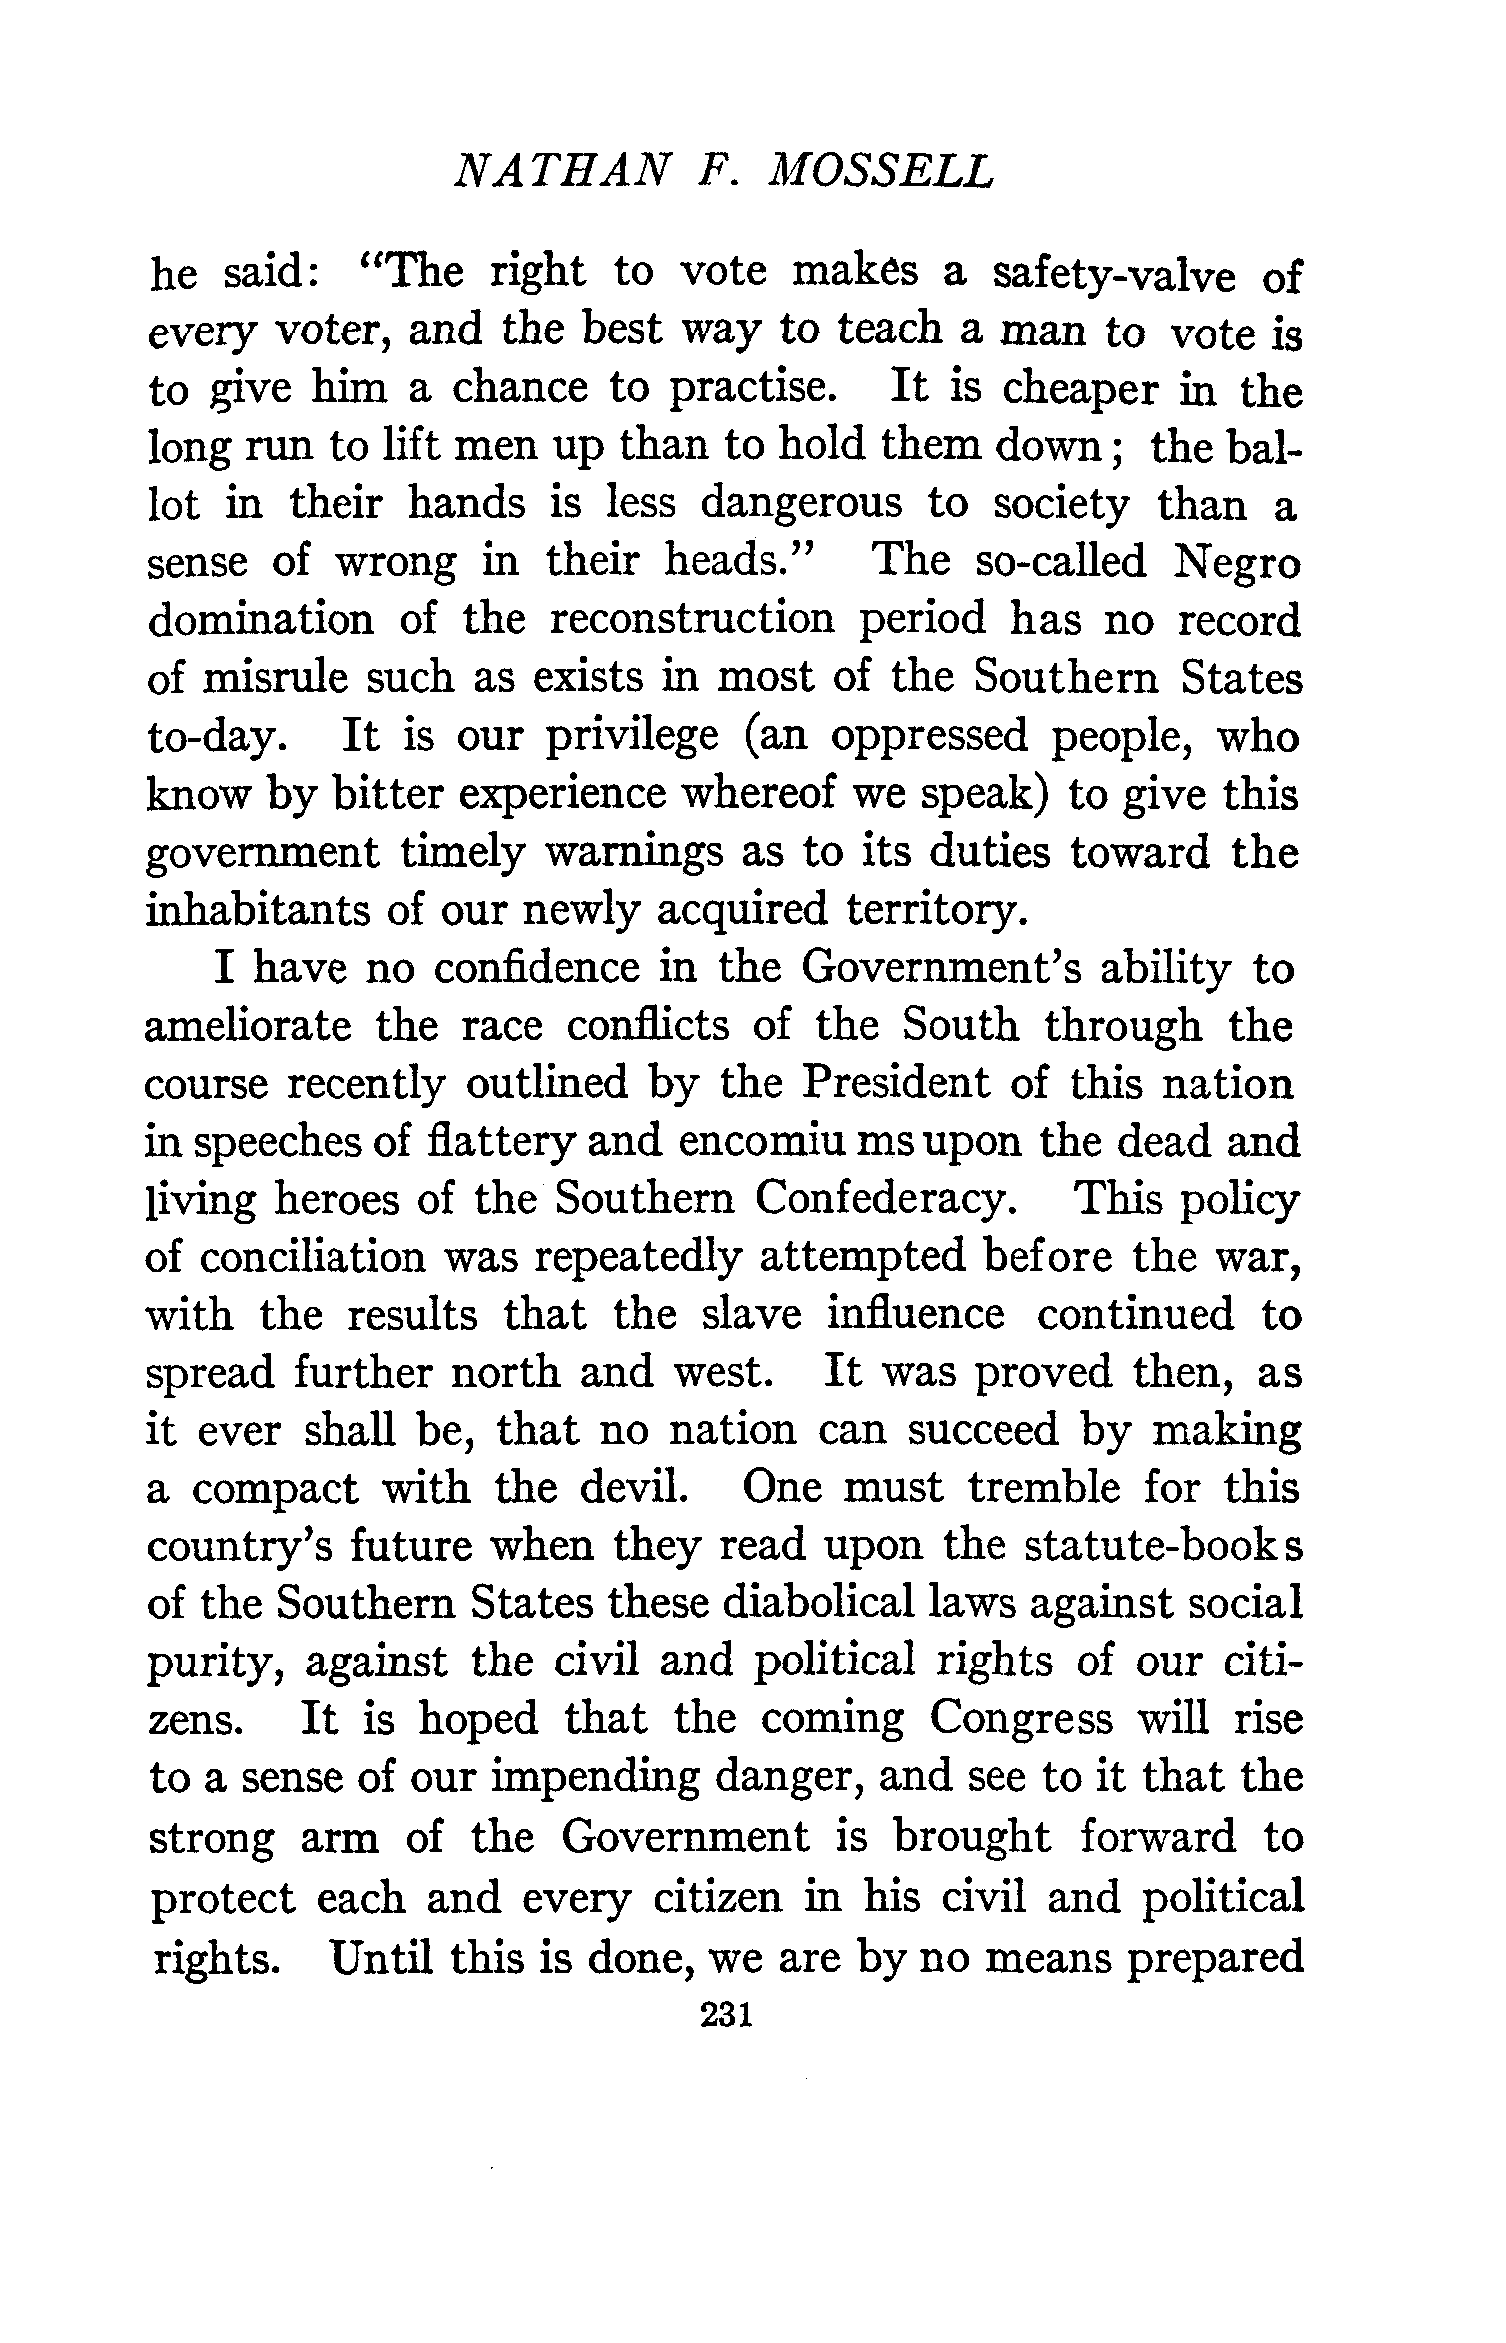 NATHAN F. MOSSELL
he said: "The right to vote makes a safety-valve of
every voter, and the best way to teach a man to vote is
to give him a chance to practise. It is cheaper in the
long run to lift men up than to hold them down; the bal-
lot in their hands is less dangerous to society than a
sense of wrong in their heads." The so-called Negro
domination of the reconstruction period has no record
of misrule such as exists in most of the Southern States
to-day. It is our privilege (an oppressed people, who
know by bitter experience whereof we speak) to give this
government timely warnings as to its duties toward the
inhabitants of our newly acquired territory.
I have no confidence in the Government's ability to
ameliorate the race conflicts of the South through the
course recently outlined by the President of this nation
in speeches of flattery and encomiu ms upon the dead and
living heroes of the Southern Confederacy. This policy
of conciliation was repeatedly attempted before the war,
with the results that the slave influence continued to
spread further north and west. It was proved then, as
it ever shall be, that no nation can succeed by making
a compact with the devil. One must tremble for this
country's future when they read upon the statute-books
of the Southern States these diabolical laws against social
purity, against the civil and political rights of our citi-
zens. It is hoped that the coming Congress will rise
to a sense of our impending danger, and see to it that the
strong arm of the Government is brought forward to
protect each and every citizen in his civil and political
rights. Until this is done, we are by no means prepared
231